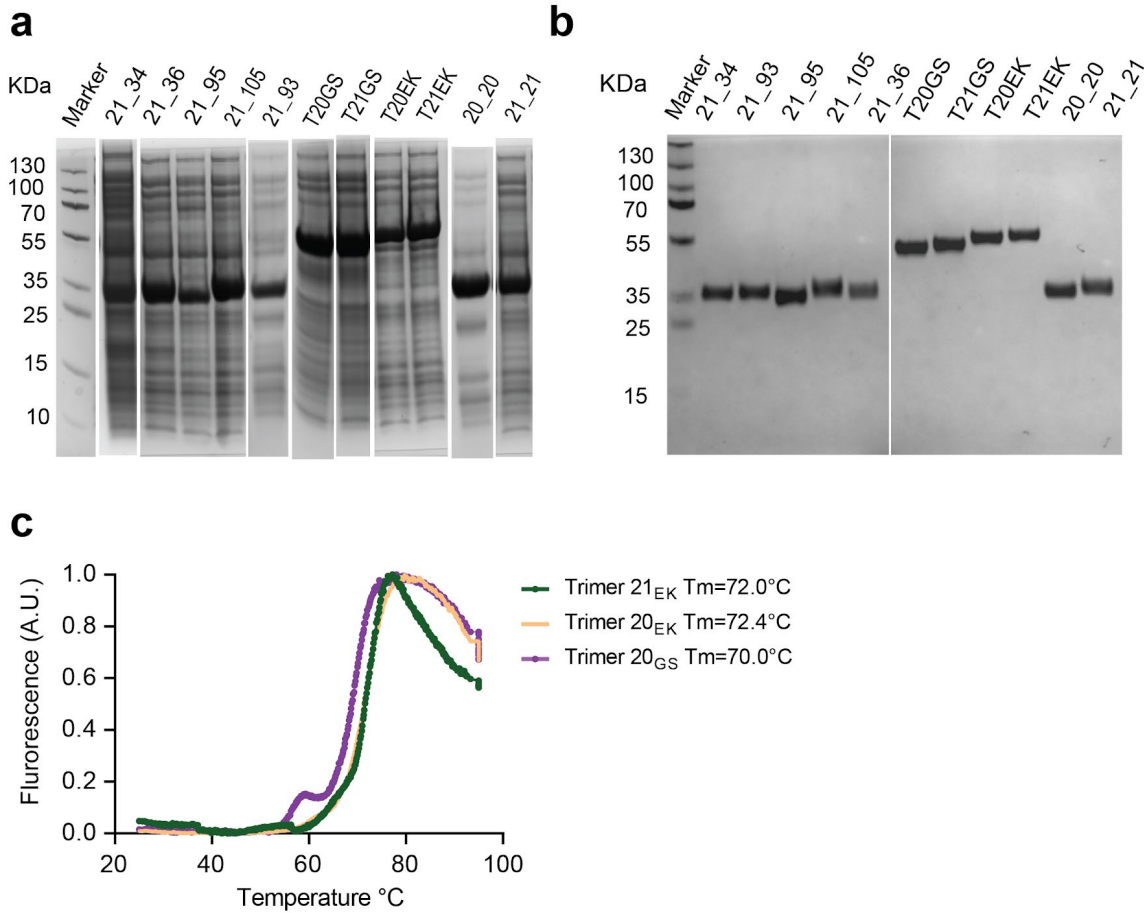 a
KDa
Marker
21_34
21_36
21_95
21_105
21_93
T20GS
T21GS
T20EK
T21EK
20_20
21_21
130
100
70
55
35
25
15
10
b
KDa
Marker
21_34
21_93
21_95
21_105
21_36
T20GS
T21GS
T20EK
T21EK
20_20
21_21
130
100
70
55
35
25
15
c
Flurorescence (A.U.)
1.0
0.8
0.6
0.4
0.2
0.0
20
40
60
80
100
Temperature °C
Trimer 21EK Tm=72.0°C
Trimer 20EK Tm=72.4°C
Trimer 20GS Tm=70.0°C